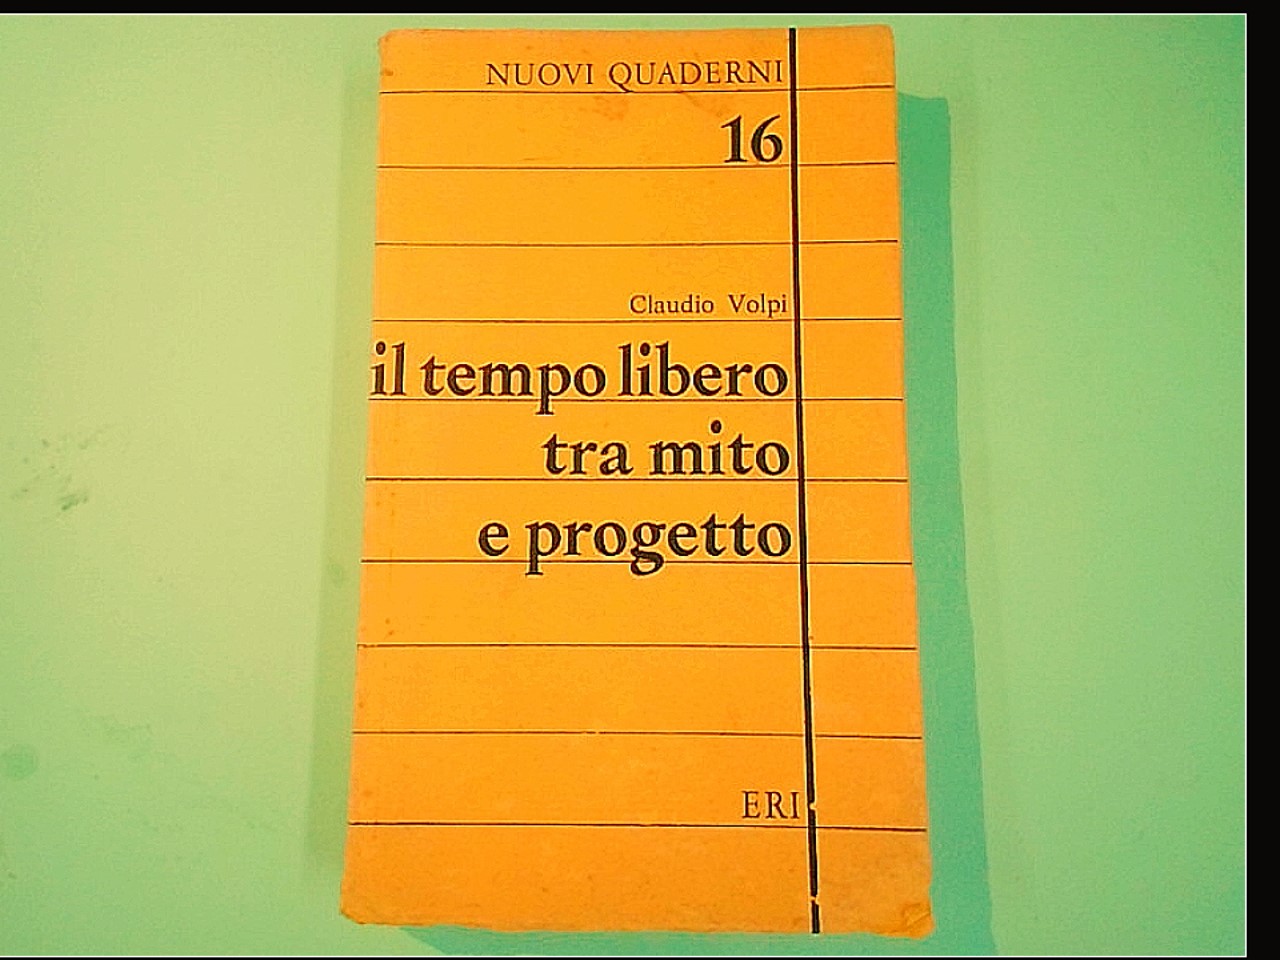 NUOVI QUADERNI
16
Claudio Volpi
il tempo libero
tra mito
e progetto
ERI